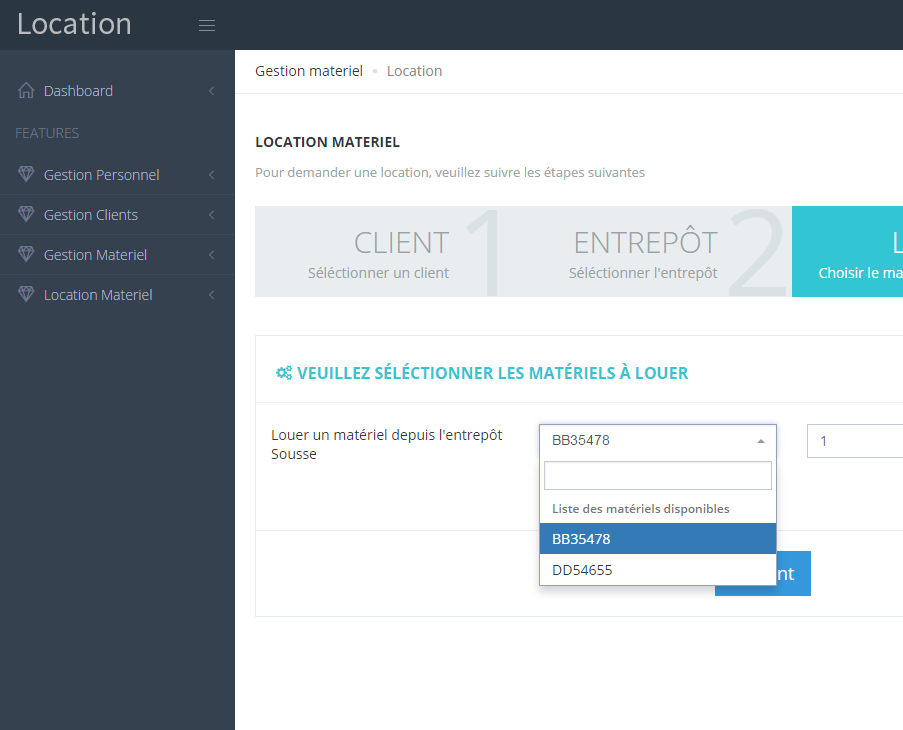 Location
Gestion materiel • Location
Dashboard
FEATURES
Gestion Personnel
Gestion Clients
Gestion Materiel
Location Materiel
LOCATION MATERIEL
Pour demander une location, veuillez suivre les étapes suivantes
CLIENT 1
Séléctionner un client
ENTREPÔT 2
Séléctionner l'entrepôt
L
Choisir le ma
VEUILLEZ SÉLÉCTIONNER LES MATÉRIELS À LOUER
Louer un matériel depuis l'entrepôt
Sousse
BB35478
1
Liste des matériels disponibles
BB35478
DD54655
nt